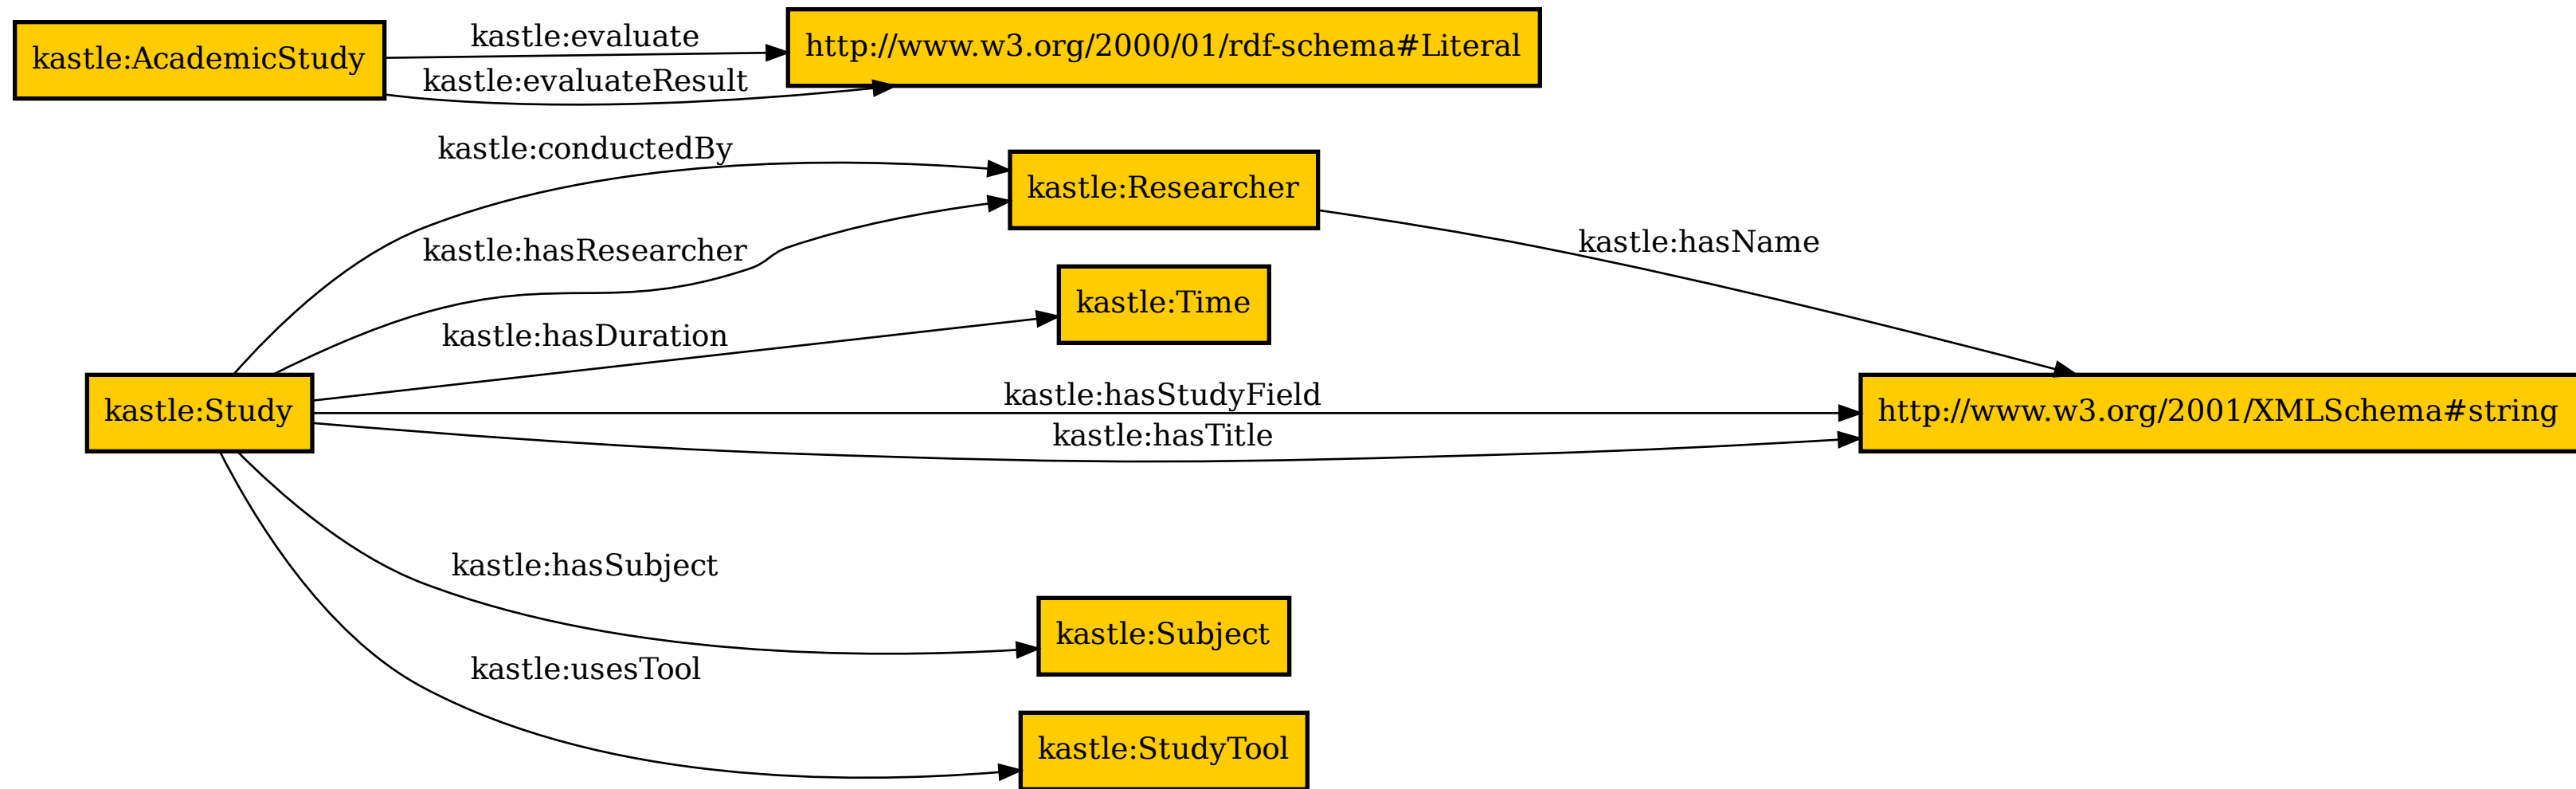 kastle:AcademicStudy
kastle:evaluate
http://www.w3.org/2000/01/rdf-schema#Literal
kastle:evaluateResult
kastle:conductedBy
kastle:Researcher
kastle:hasResearcher
kastle:hasName
kastle:Time
kastle:hasDuration
kastle:Study
kastle:hasStudyField
http://www.w3.org/2001/XMLSchema#string
kastle:hasTitle
kastle:hasSubject
kastle:Subject
kastle:usesTool
kastle:StudyTool